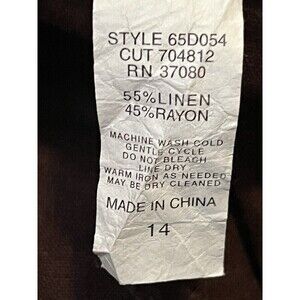 STYLE 65D054
CUT 704812
RN 37080
55%LINEN
45%RAYON
MACHINE WASH COLD
GENTLE CYCLE
DO NOT BLEACH
LINE DRY
WARM IRON AS NEEDED
MAY BE DRY CLEANED
MADE IN CHINA
14